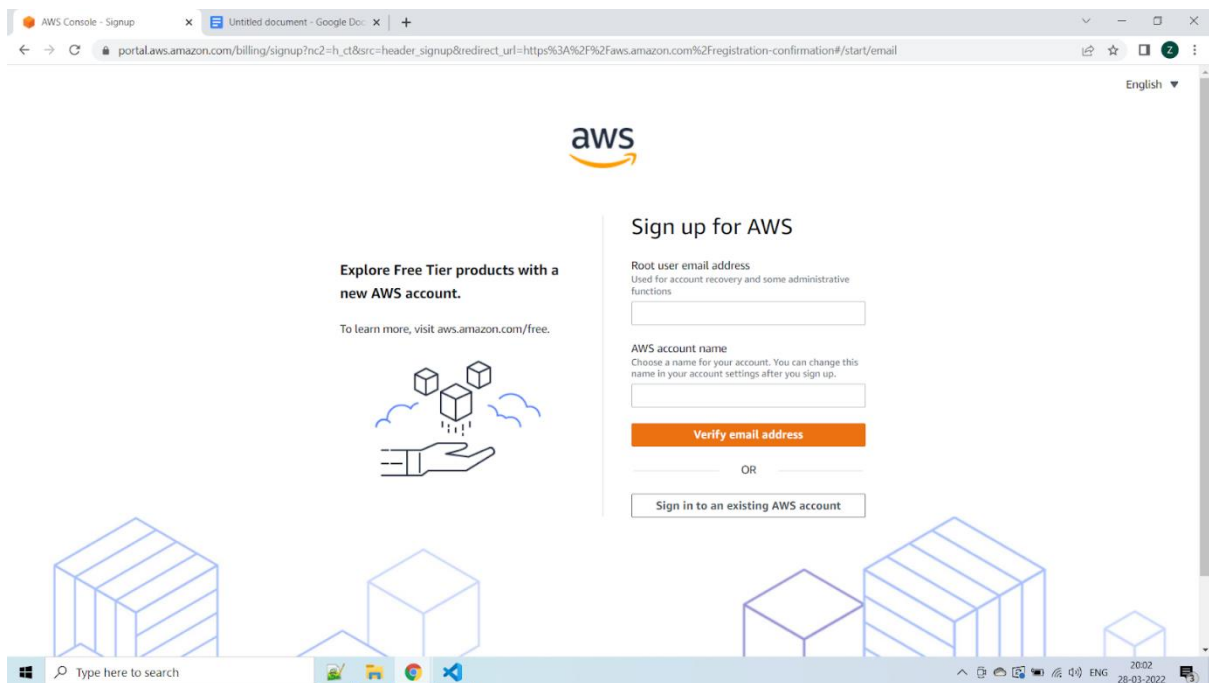 AWS Console - Signup
Untitled document - Google Doc
portal.aws.amazon.com/billing/signup?nc2=h_ct&src=header_signup&redirect_url=https%3A%2F%2Faws.amazon.com%2Fregistration-confirmation#/start/email
Z
English
aws
Explore Free Tier products with a
new AWS account.
To learn more, visit aws.amazon.com/free.
Sign up for AWS
Root user email address
Used for account recovery and some administrative
functions
AWS account name
Choose a name for your account. You can change this
name in your account settings after you sign up.
Verify email address
OR
Sign in to an existing AWS account
Type here to search
ENG
20:02
28-03-2022
3